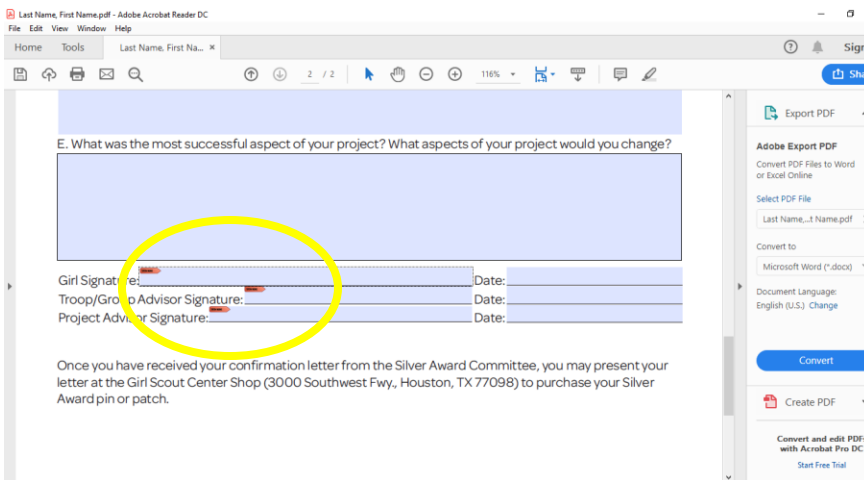 Last Name, First Name.pdf - Adobe Acrobat Reader DC
File Edit View Window Help
Home Tools Last Name, First Na... × ? Sign
2 / 2 116% Sha
E. What was the most successful aspect of your project? What aspects of your project would you change?
Girl Signature: Date:
Troop/Group Advisor Signature: Date:
Project Advisor Signature: Date:
Once you have received your confirmation letter from the Silver Award Committee, you may present your
letter at the Girl Scout Center Shop (3000 Southwest Fwy., Houston, TX 77098) to purchase your Silver
Award pin or patch.
Export PDF
Adobe Export PDF
Convert PDF Files to Word
or Excel Online
Select PDF File
Last Name,...t Name.pdf
Convert to
Microsoft Word (*.docx)
Document Language:
English (U.S.) Change
Convert
Create PDF
Convert and edit PDF
with Acrobat Pro DC
Start Free Trial